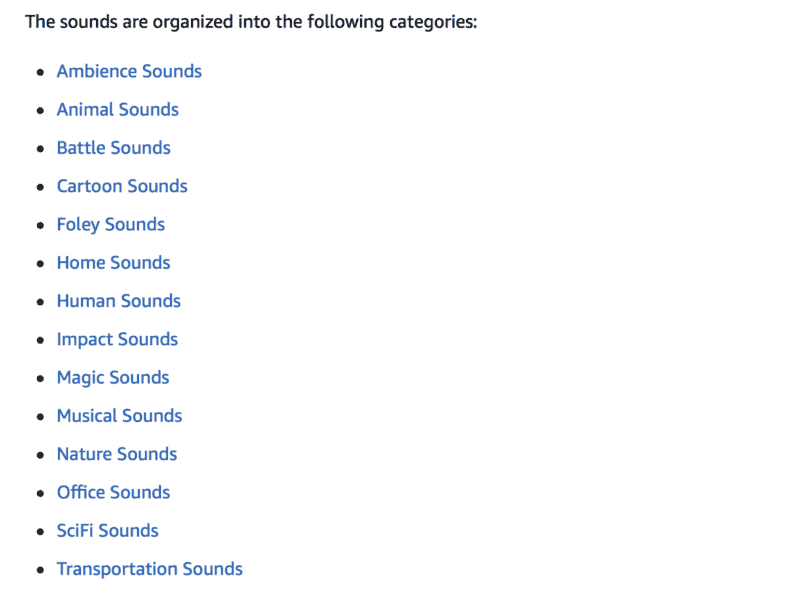 The sounds are organized into the following categories:
Ambience Sounds
Animal Sounds
Battle Sounds
Cartoon Sounds
Foley Sounds
Home Sounds
Human Sounds
Impact Sounds
Magic Sounds
Musical Sounds
Nature Sounds
Office Sounds
SciFi Sounds
Transportation Sounds